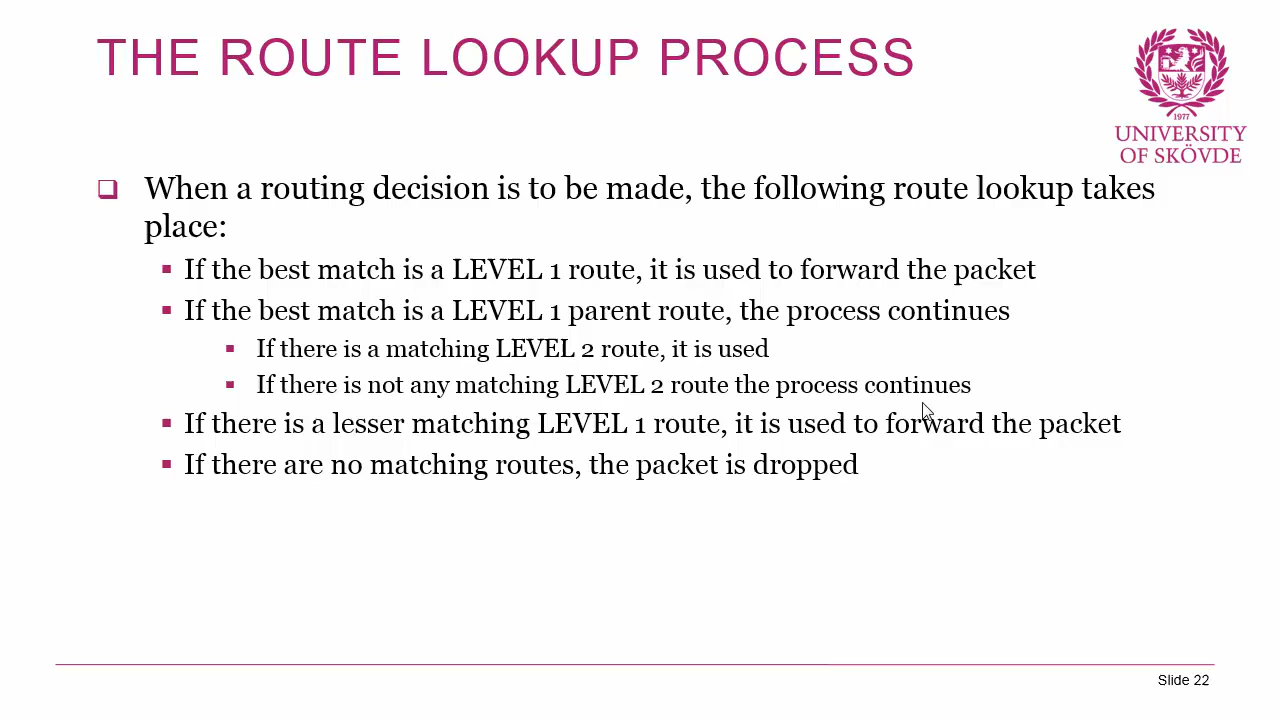 THE ROUTE LOOKUP PROCESS
1977
UNIVERSITY
OF SKÖVDE
When a routing decision is to be made, the following route lookup takes
place:
If the best match is a LEVEL 1 route, it is used to forward the packet
If the best match is a LEVEL 1 parent route, the process continues
If there is a matching LEVEL 2 route, it is used
If there is not any matching LEVEL 2 route the process continues
If there is a lesser matching LEVEL 1 route, it is used to forward the packet
If there are no matching routes, the packet is dropped
Slide 22